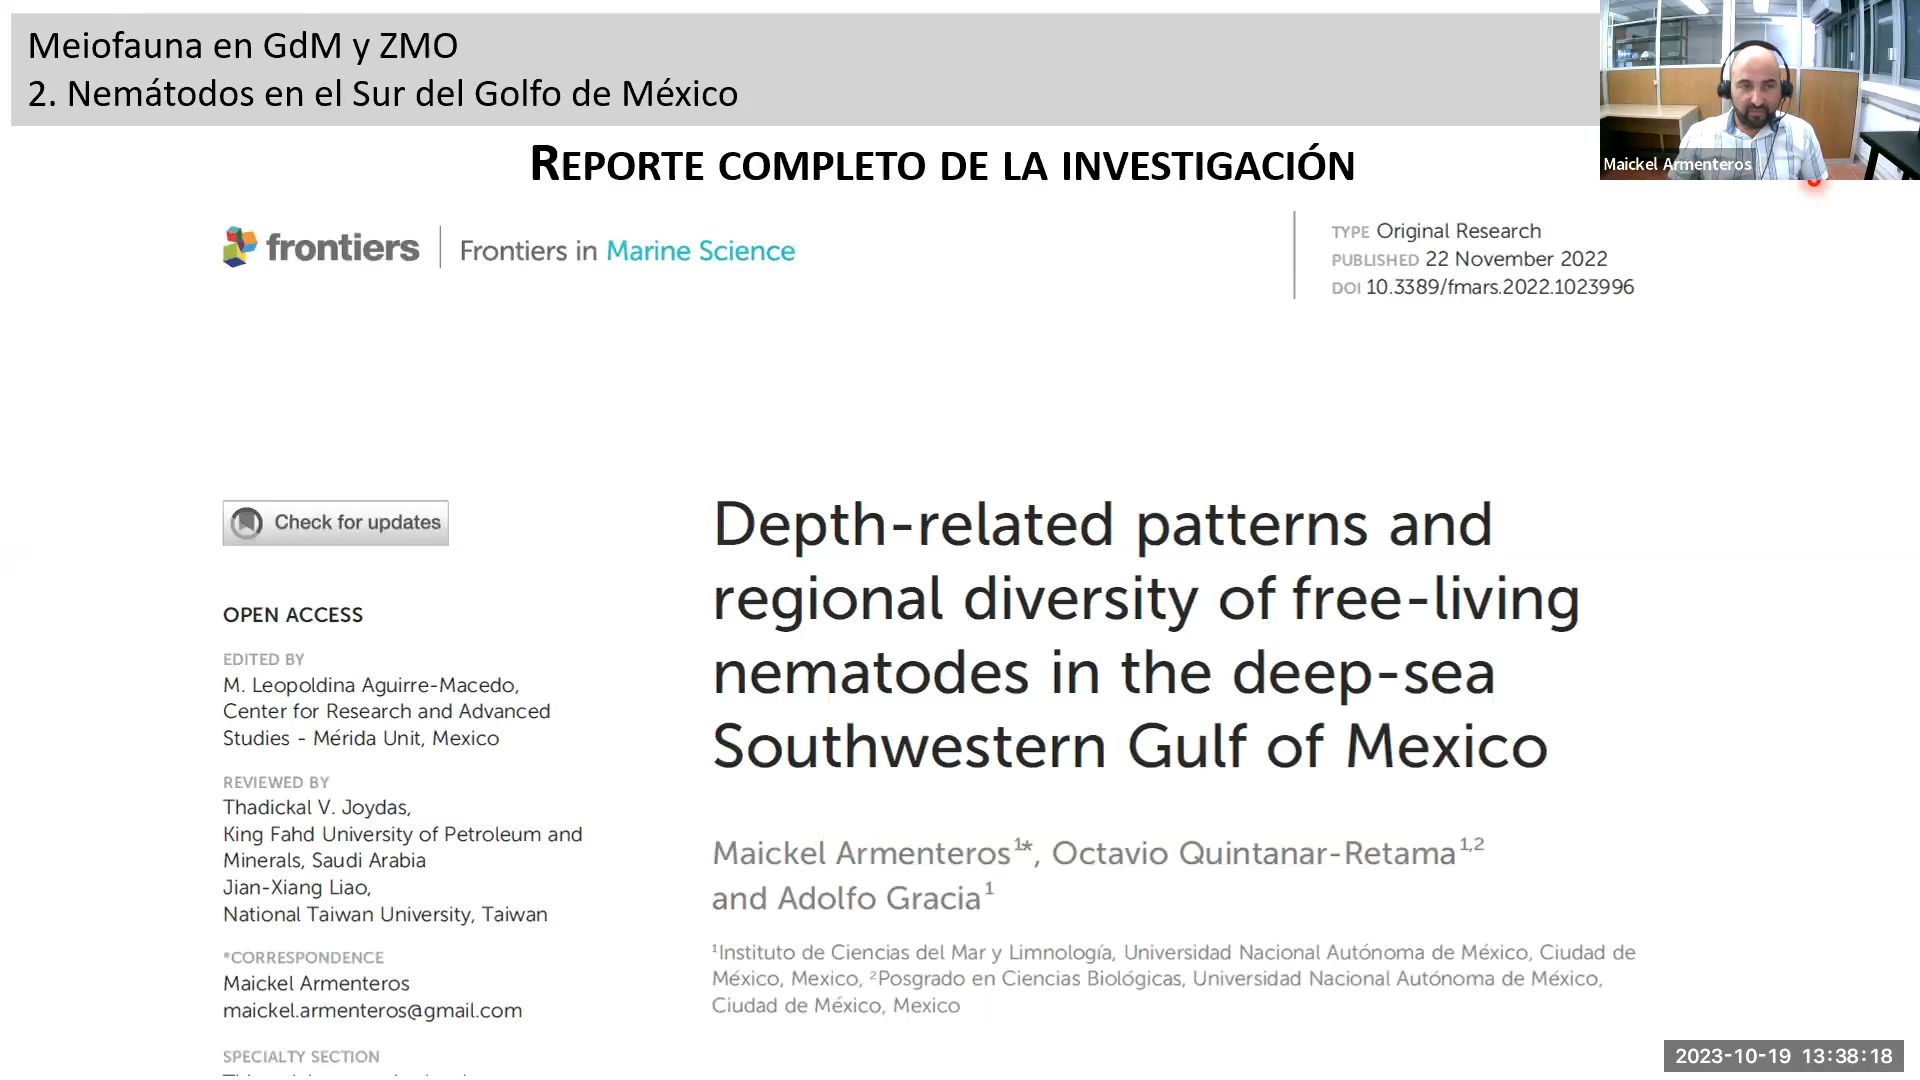 Meiofauna en GdM y ZMO
2. Nemátodos en el Sur del Golfo de México
Maickel Armenteros
REPORTE COMPLETO DE LA INVESTIGACIÓN
frontiers | Frontiers in Marine Science
TYPE Original Research
PUBLISHED 22 November 2022
DOI 10.3389/fmars.2022.1023996
Check for updates
OPEN ACCESS
EDITED BY
M. Leopoldina Aguirre-Macedo,
Center for Research and Advanced
Studies - Mérida Unit, Mexico
REVIEWED BY
Thadickal V. Joydas,
King Fahd University of Petroleum and
Minerals, Saudi Arabia
Jian-Xiang Liao,
National Taiwan University, Taiwan
*CORRESPONDENCE
Maickel Armenteros
maickel.armenteros@gmail.com
SPECIALTY SECTION
Depth-related patterns and
regional diversity of free-living
nematodes in the deep-sea
Southwestern Gulf of Mexico
Maickel Armenteros¹*, Octavio Quintanar-Retama¹,²
and Adolfo Gracia¹
¹Instituto de Ciencias del Mar y Limnología, Universidad Nacional Autónoma de México, Ciudad de
México, Mexico, ²Posgrado en Ciencias Biológicas, Universidad Nacional Autónoma de México,
Ciudad de México, Mexico
2023-10-19 13:38:18